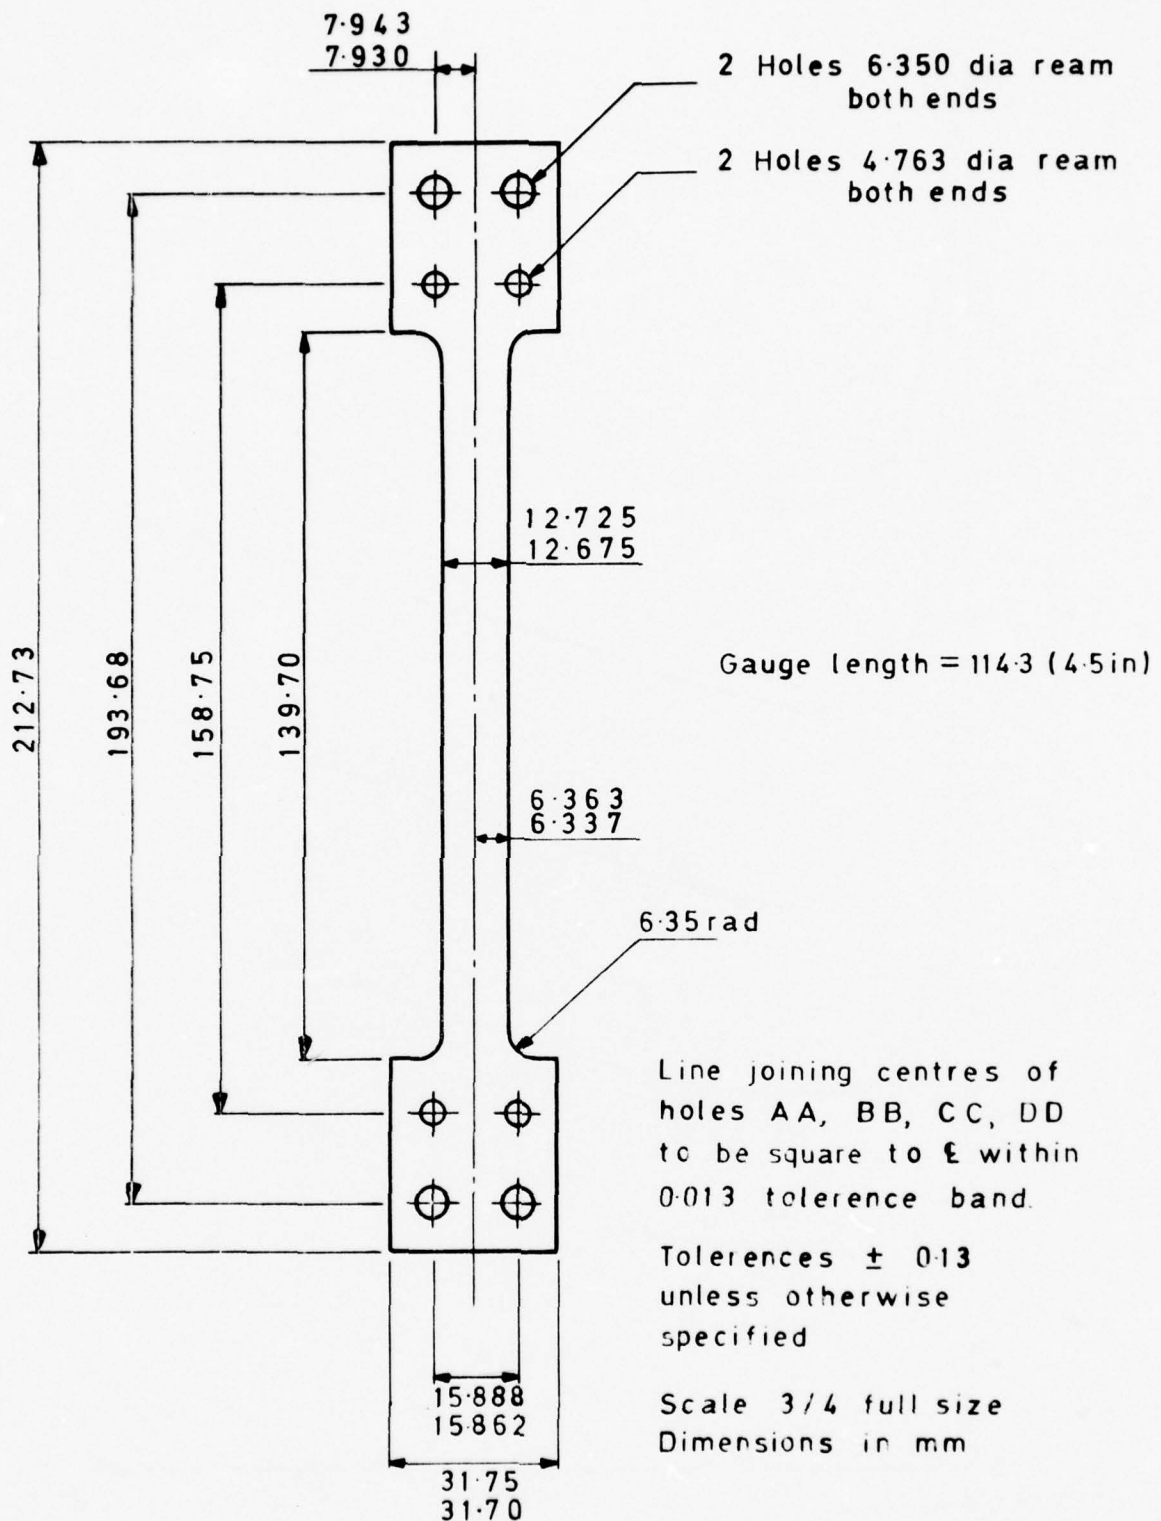 7·943
7·930
2 Holes 6·350 dia ream
both ends
2 Holes 4·763 dia ream
both ends
12·725
12·675
212·73
193·68
158·75
139·70
Gauge length = 114·3 (4·5in)
6·363
6·337
6·35 rad
Line joining centres of
holes AA, BB, CC, DD
to be square to ℄ within
0·013 tolerence band.
Tolerences ± 0·13
unless otherwise
specified
15·888
15·862
Scale 3/4 full size
Dimensions in mm
31·75
31·70